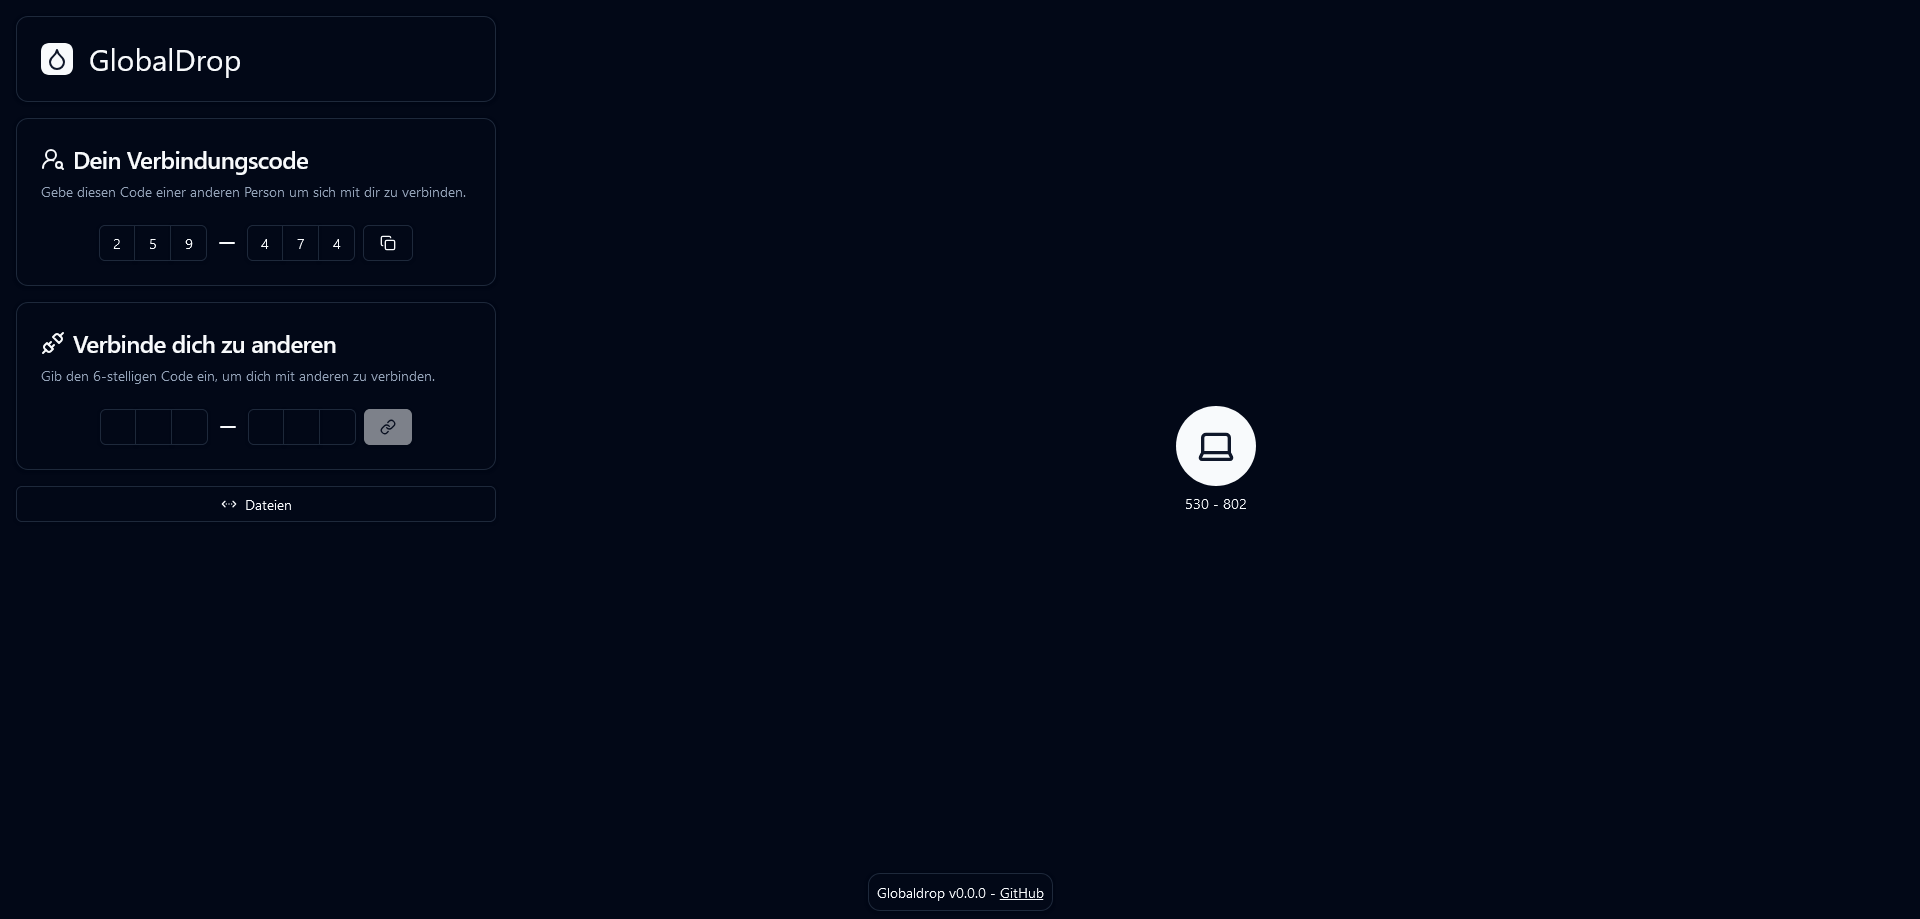 GlobalDrop
Dein Verbindungscode
Gebe diesen Code einer anderen Person um sich mit dir zu verbinden.
2 5 9 — 4 7 4
Verbinde dich zu anderen
Gib den 6-stelligen Code ein, um dich mit anderen zu verbinden.
Dateien
530 - 802
Globaldrop v0.0.0 - GitHub